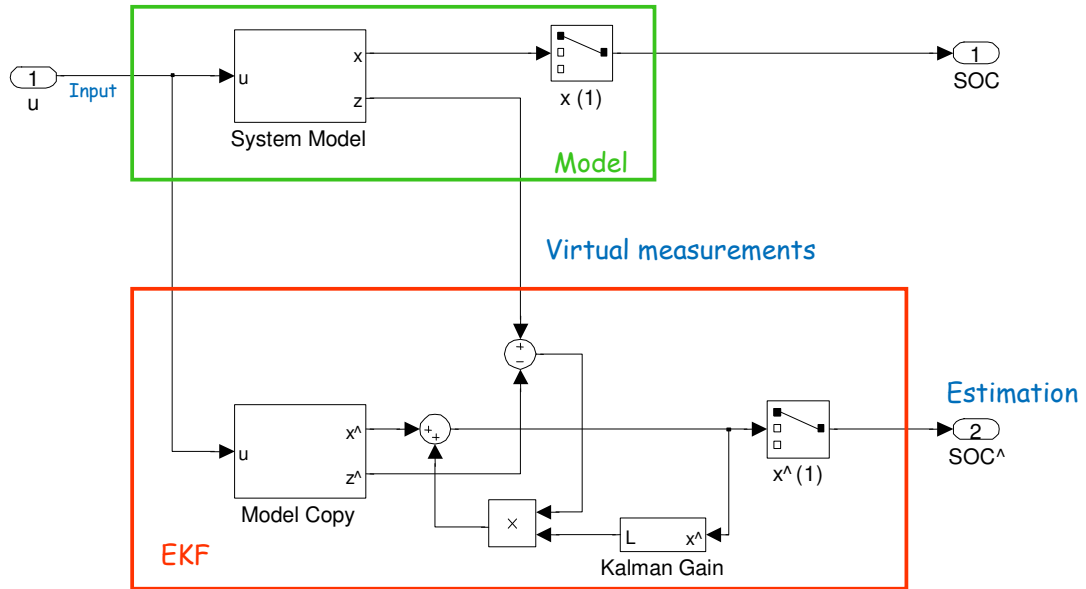 1
u
Input
u
x
z
System Model
x (1)
1
SOC
Model
Virtual measurements
+
−
u
x^
z^
Model Copy
+
+
x^ (1)
Estimation
2
SOC^
×
L
x^
Kalman Gain
EKF